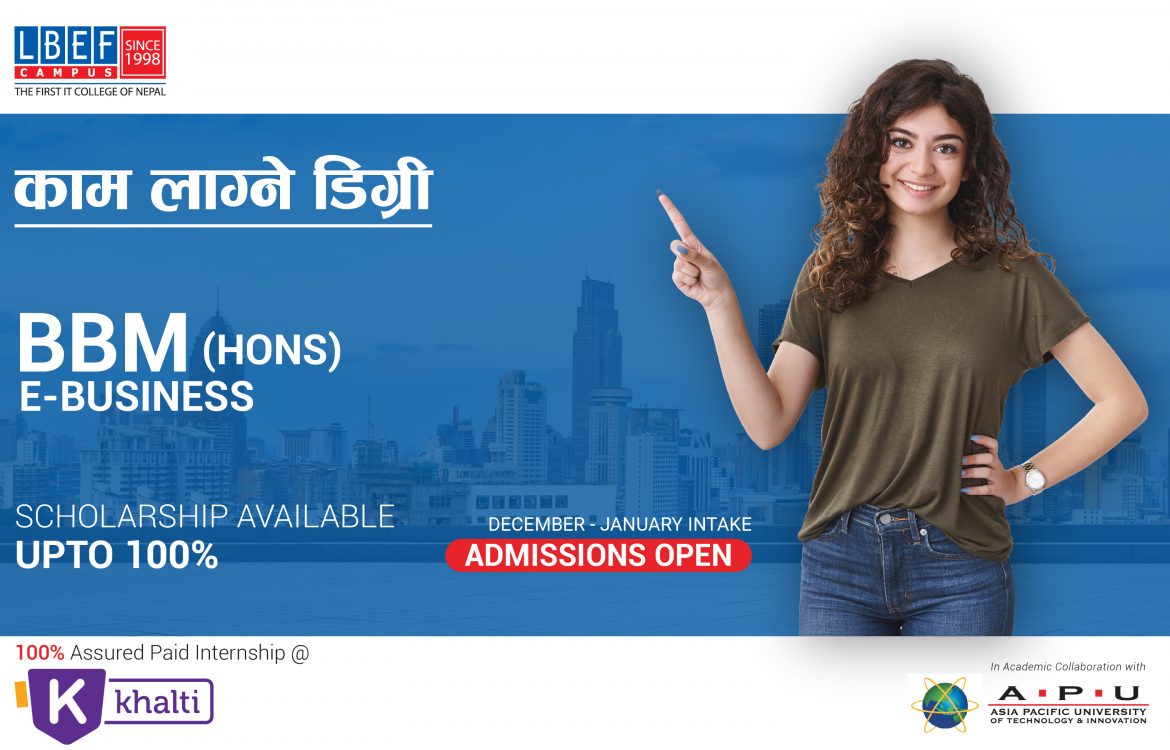 LBEF SINCE
CAMPUS 1998
THE FIRST IT COLLEGE OF NEPAL
काम लाग्ने डिग्री
BBM (HONS)
E-BUSINESS
SCHOLARSHIP AVAILABLE
UPTO 100%
DECEMBER - JANUARY INTAKE
ADMISSIONS OPEN
100% Assured Paid Internship @
K khalti
In Academic Collaboration with
A·P·U
ASIA PACIFIC UNIVERSITY
OF TECHNOLOGY & INNOVATION